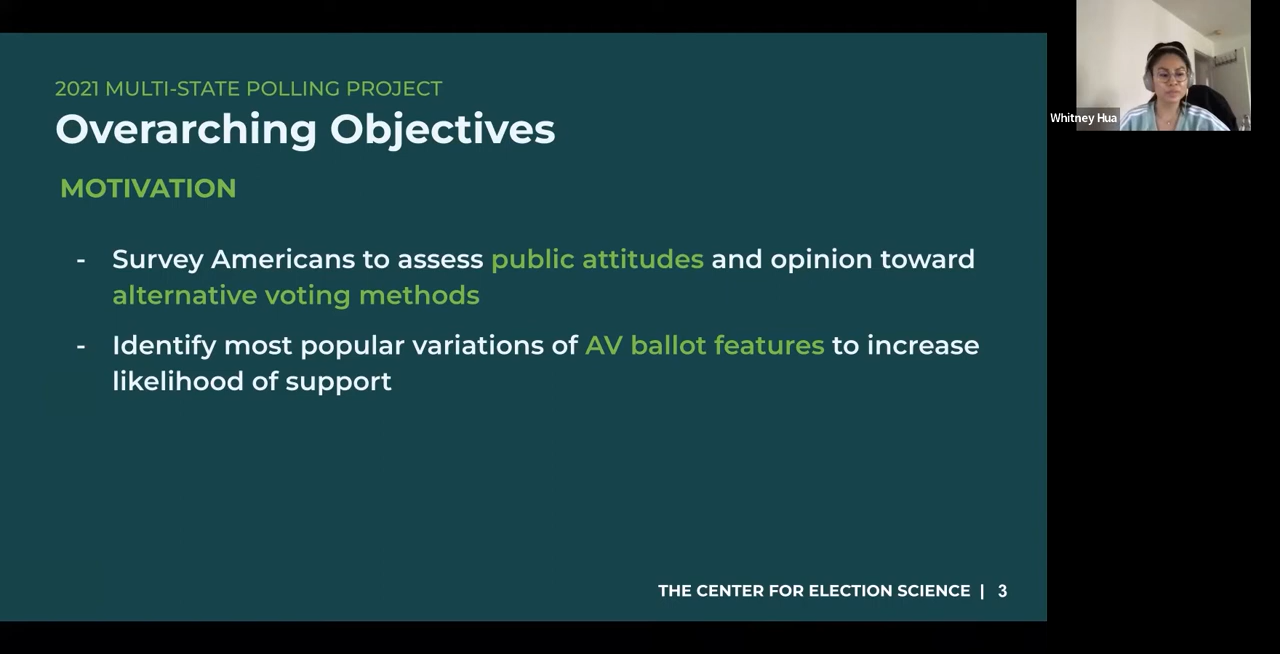 2021 MULTI-STATE POLLING PROJECT
Overarching Objectives
MOTIVATION
- Survey Americans to assess public attitudes and opinion toward
alternative voting methods
- Identify most popular variations of AV ballot features to increase
likelihood of support
THE CENTER FOR ELECTION SCIENCE | 3
Whitney Hua